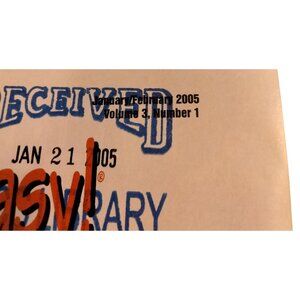 January/February 2005
RECEIVED
Volume 3, Number 1
JAN 21 2005
asy!®
LIBRARY